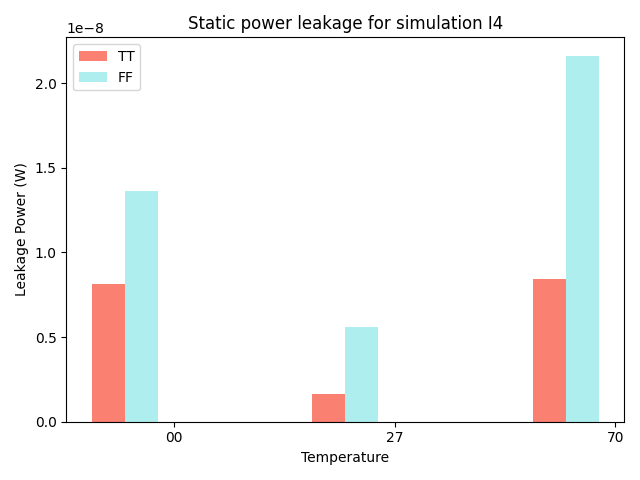 Static power leakage for simulation I4
1e−8
TT
FF
2.0
1.5
1.0
0.5
0.0
Leakage Power (W)
00 27 70
Temperature